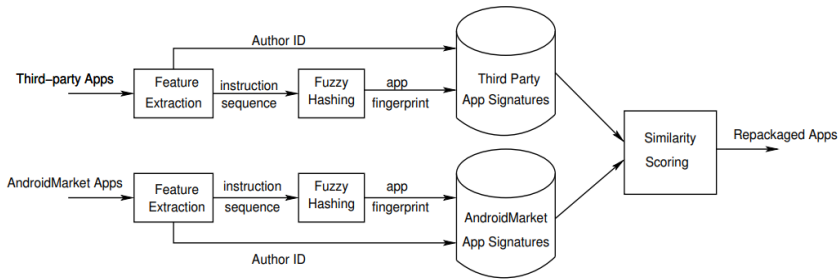 Author ID
Third-party Apps
Feature
Extraction
instruction
sequence
Fuzzy
Hashing
app
fingerprint
Third Party
App Signatures
Similarity
Scoring
Repackaged Apps
AndroidMarket Apps
Feature
Extraction
instruction
sequence
Fuzzy
Hashing
app
fingerprint
AndroidMarket
App Signatures
Author ID